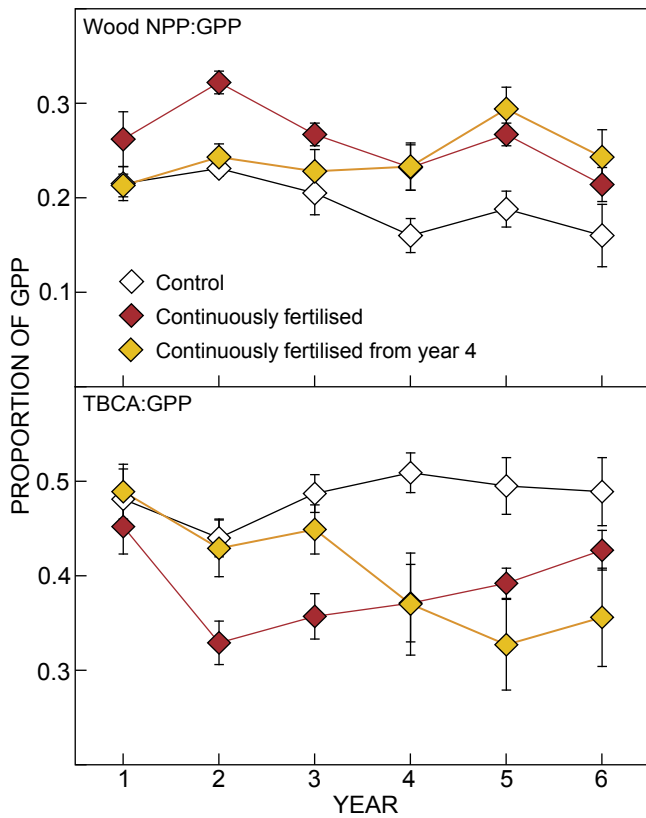 Wood NPP:GPP
0.3
0.2
0.1
Control
Continuously fertilised
Continuously fertilised from year 4
PROPORTION OF GPP
TBCA:GPP
0.5
0.4
0.3
1 2 3 4 5 6
YEAR